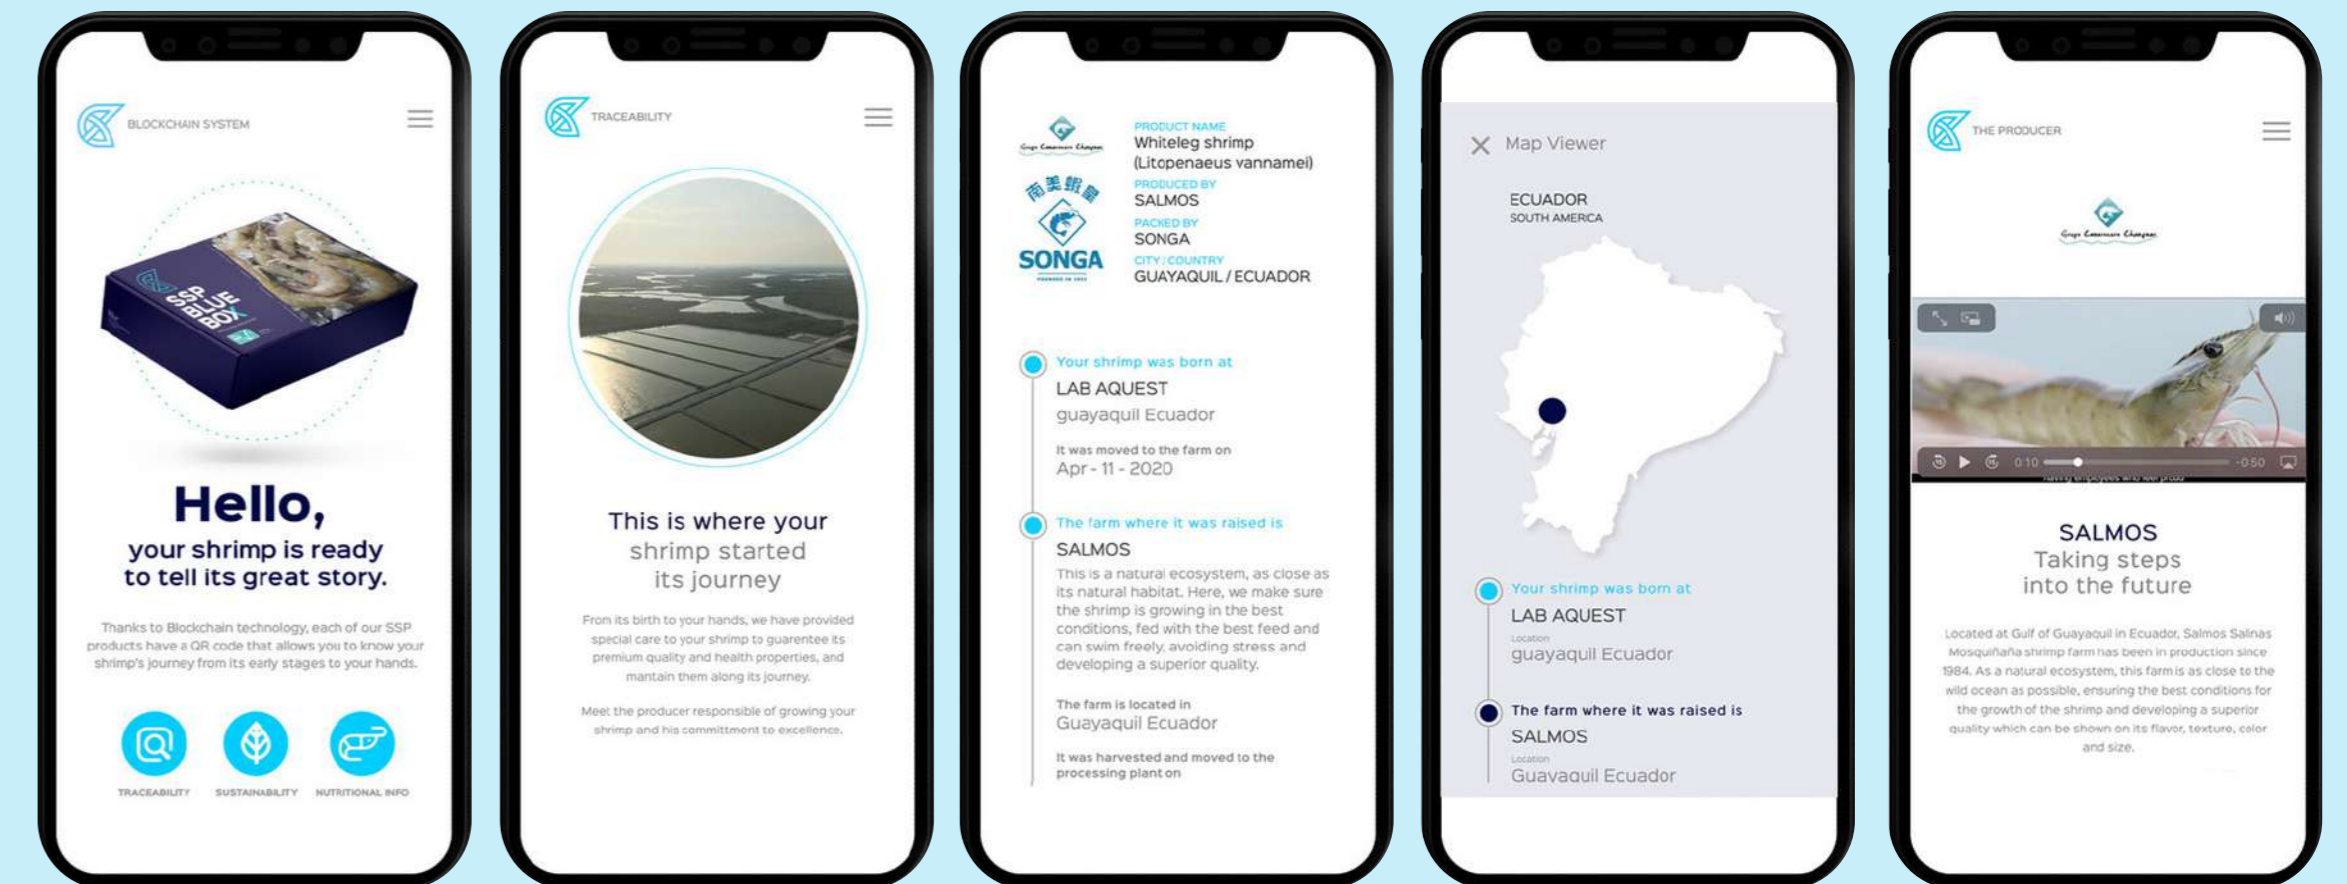 BLOCKCHAIN SYSTEM
SSP
BLUE
BOX
Hello,
your shrimp is ready
to tell its great story.
Thanks to Blockchain technology, each of our SSP
products have a QR code that allows you to know your
shrimp's journey from its early stages to your hands.
TRACEABILITY
SUSTAINABILITY
NUTRITIONAL INFO
TRACEABILITY
This is where your
shrimp started
its journey
From its birth to your hands, we have provided
special care to your shrimp to guarentee its
premium quality and health properties, and
mantain them along its journey.
Meet the producer responsible of growing your
shrimp and his committment to excellence.
南美蝦皇
SONGA
PRODUCT NAME
Whiteleg shrimp
(Litopenaeus vannamei)
PRODUCED BY
SALMOS
PACKED BY
SONGA
CITY / COUNTRY
GUAYAQUIL / ECUADOR
Your shrimp was born at
LAB AQUEST
guayaquil Ecuador
It was moved to the farm on
Apr - 11 - 2020
The farm where it was raised is
SALMOS
This is a natural ecosystem, as close as
its natural habitat. Here, we make sure
the shrimp is growing in the best
conditions, fed with the best feed and
can swim freely, avoiding stress and
developing a superior quality.
The farm is located in
Guayaquil Ecuador
It was harvested and moved to the
processing plant on
Map Viewer
ECUADOR
SOUTH AMERICA
Your shrimp was born at
LAB AQUEST
Location
guayaquil Ecuador
The farm where it was raised is
SALMOS
Location
Guayaquil Ecuador
THE PRODUCER
0:10
-0:50
having employees who feel proud
SALMOS
Taking steps
into the future
Located at Gulf of Guayaquil in Ecuador, Salmos Salinas
Mosquiñaña shrimp farm has been in production since
1984. As a natural ecosystem, this farm is as close to the
wild ocean as possible, ensuring the best conditions for
the growth of the shrimp and developing a superior
quality which can be shown on its flavor, texture, color
and size.